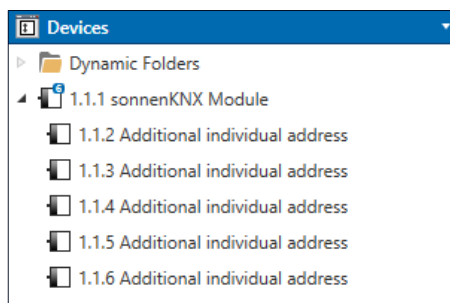 Devices
Dynamic Folders
6
1.1.1 sonnenKNX Module
1.1.2 Additional individual address
1.1.3 Additional individual address
1.1.4 Additional individual address
1.1.5 Additional individual address
1.1.6 Additional individual address